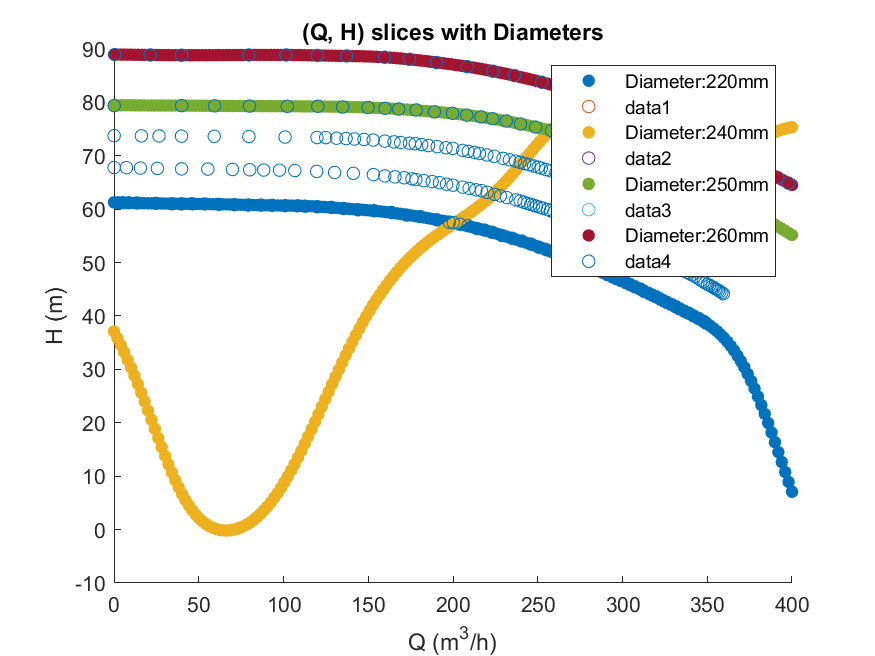 (Q, H) slices with Diameters
90
80
70
60
50
40
30
20
10
0
-10
H (m)
Diameter:220mm
data1
Diameter:240mm
data2
Diameter:250mm
data3
Diameter:260mm
data4
0 50 100 150 200 250 300 350 400
Q (m³/h)